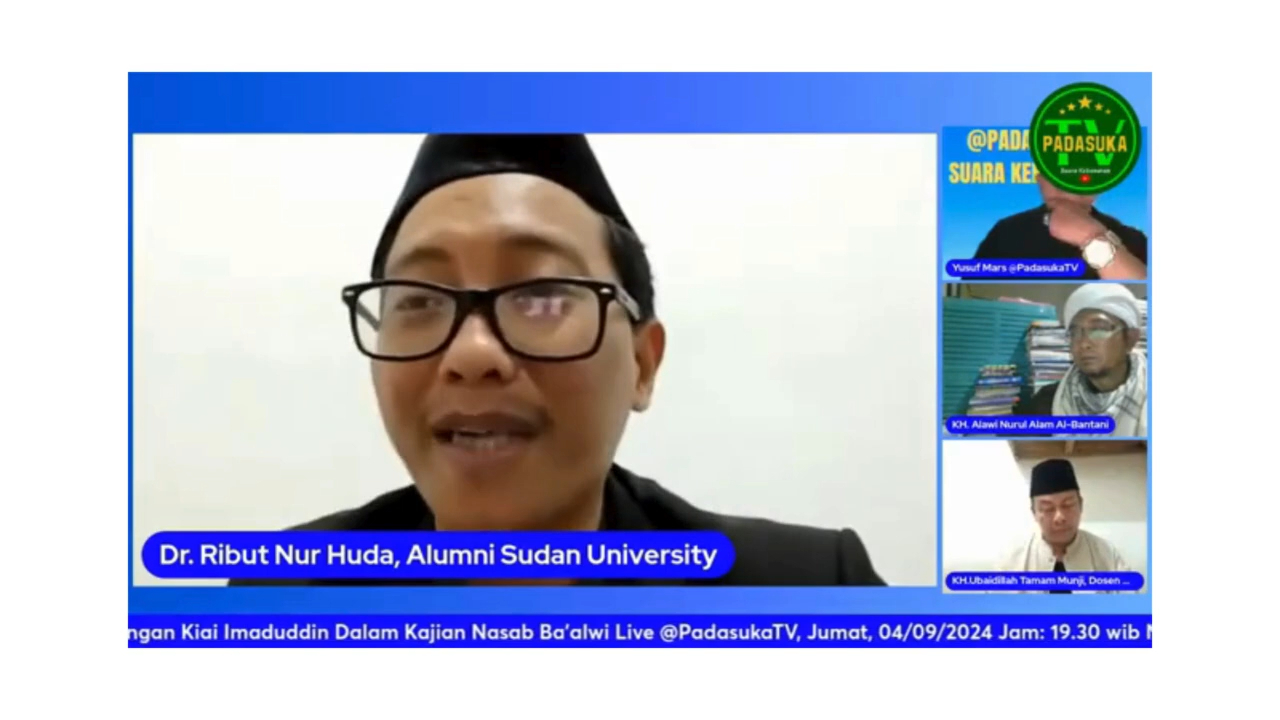 @PADA
SUARA KE
TV
PADASUKA
Yusuf Mars @PadasukaTV
KH. Alawi Nurul Alam Al-Bantani
Dr. Ribut Nur Huda, Alumni Sudan University
KH.Ubaidillah Tamam Munji, Dosen ...
ngan Kiai Imaduddin Dalam Kajian Nasab Ba'alwi Live @PadasukaTV, Jumat, 04/09/2024 Jam: 19.30 wib